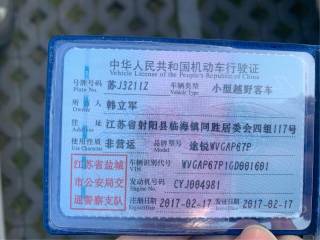 中华人民共和国机动车行驶证
Vehicle License of the People's Republic of China
号牌号码 苏J3211Z 车辆类型 小型越野客车
Plate No. Vehicle Type
所有人 韩立军
Owner
住址 江苏省射阳县临海镇同胜居委会四组117号
Address
使用性质 非营运 品牌型号 途锐WVGAP67P
Use Character Model
江苏省盐城市公安局交通警察支队
车辆识别代号 WVGAP67P1GD001601
VIN
发动机号码 CYJ004981
Engine No.
注册日期 2017-02-17 发证日期 2017-02-17